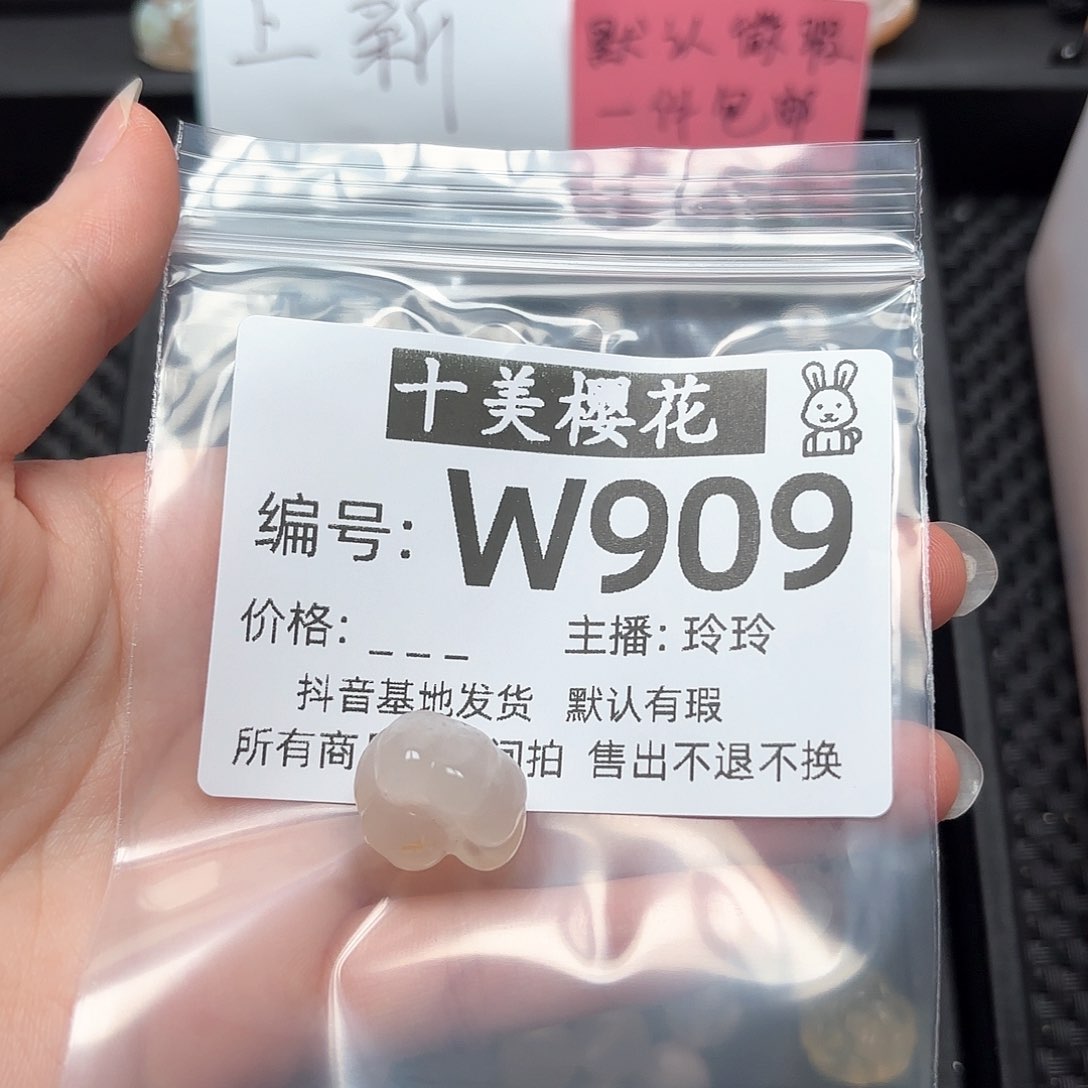 上新
默认微瑕
一件包邮
十美樱花
编号: W909
价格: _ _ _ 主播: 玲玲
抖音基地发货 默认有瑕
所有商 间拍 售出不退不换